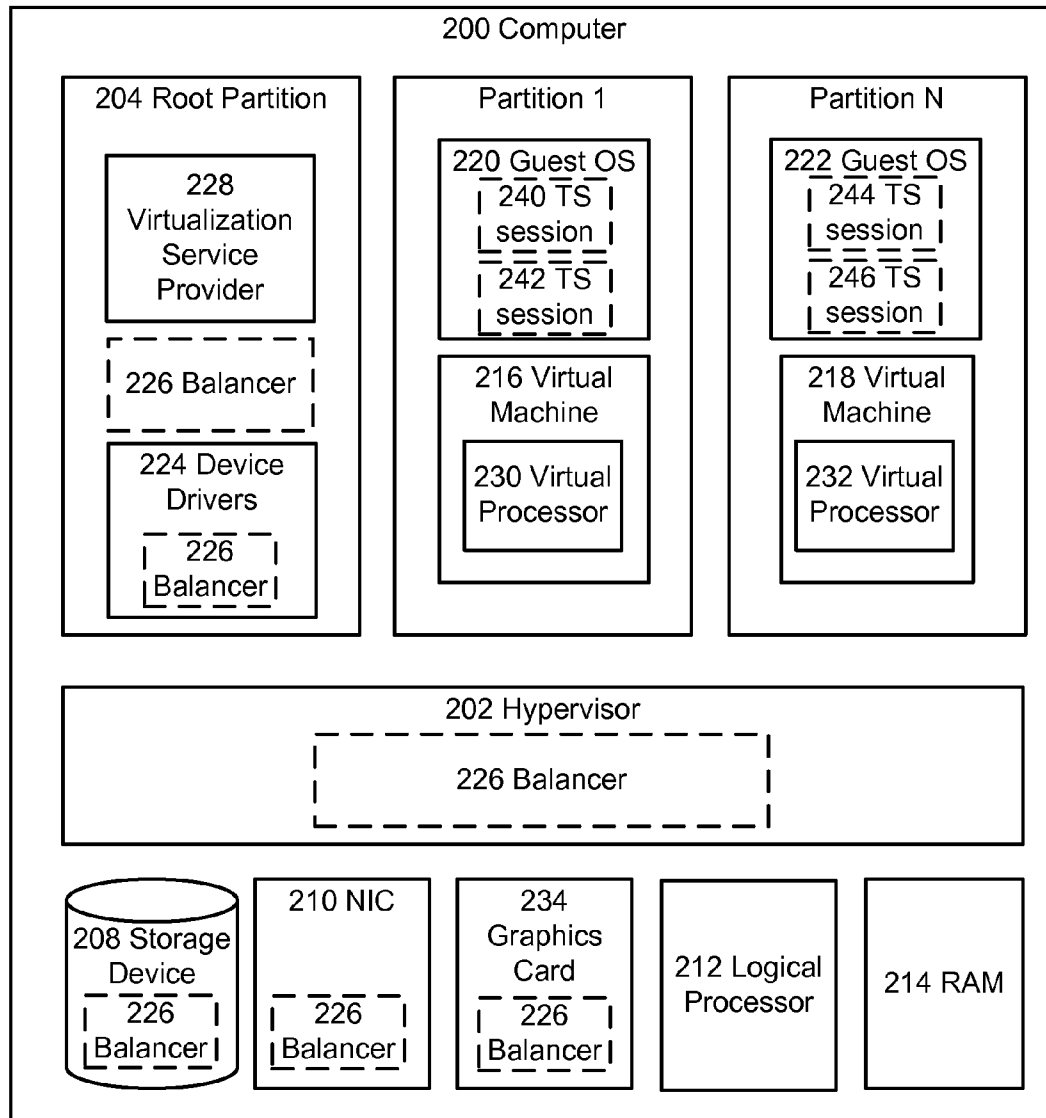 200 Computer
204 Root Partition
228
Virtualization
Service
Provider
226 Balancer
224 Device
Drivers
226
Balancer
Partition 1
220 Guest OS
240 TS
session
242 TS
session
216 Virtual
Machine
230 Virtual
Processor
Partition N
222 Guest OS
244 TS
session
246 TS
session
218 Virtual
Machine
232 Virtual
Processor
202 Hypervisor
226 Balancer
208 Storage
Device
226
Balancer
210 NIC
226
Balancer
234
Graphics
Card
226
Balancer
212 Logical
Processor
214 RAM